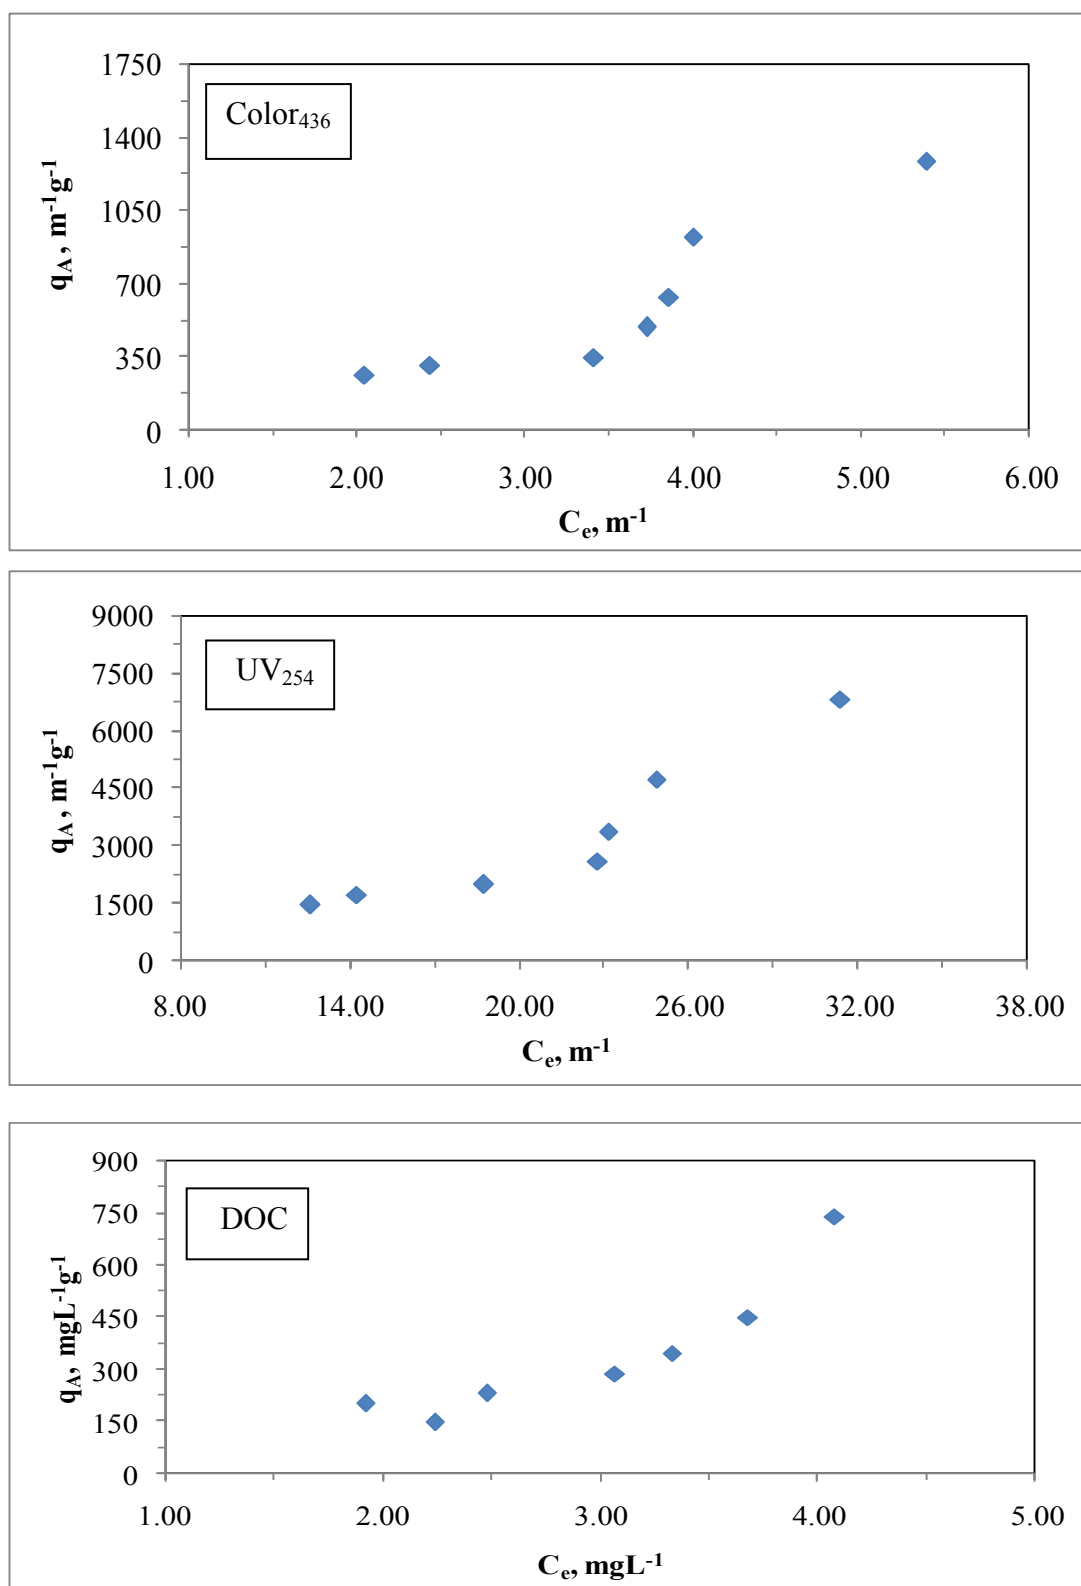 1750
Color436
1400
1050
700
350
0
qA, m-1g-1
1.00 2.00 3.00 4.00 5.00 6.00
Ce, m-1
9000
UV254
7500
6000
4500
3000
1500
0
qA, m-1g-1
8.00 14.00 20.00 26.00 32.00 38.00
Ce, m-1
900
DOC
750
600
450
300
150
0
qA, mgL-1g-1
1.00 2.00 3.00 4.00 5.00
Ce, mgL-1